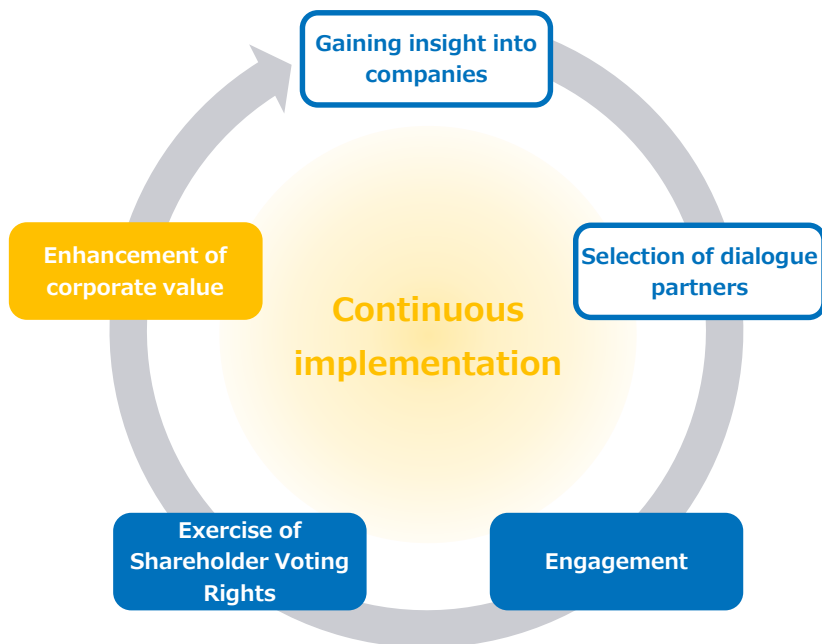 Gaining insight into
companies
Selection of dialogue
partners
Engagement
Exercise of
Shareholder Voting
Rights
Enhancement of
corporate value
Continuous
implementation